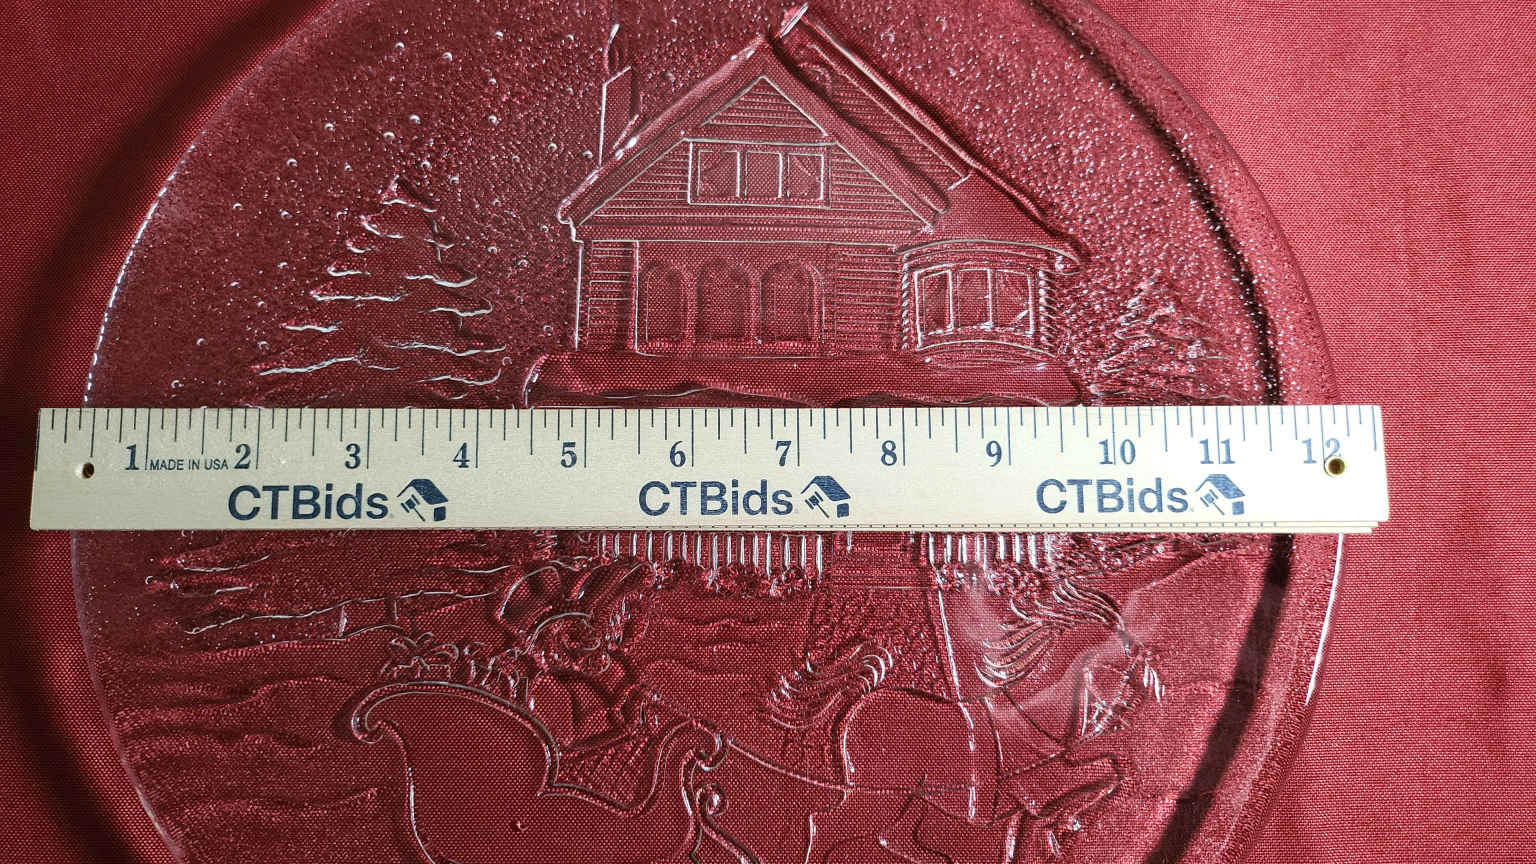 1 MADE IN USA 2 3 4 5 6 7 8 9 10 11 12
CTBids CTBids CTBids